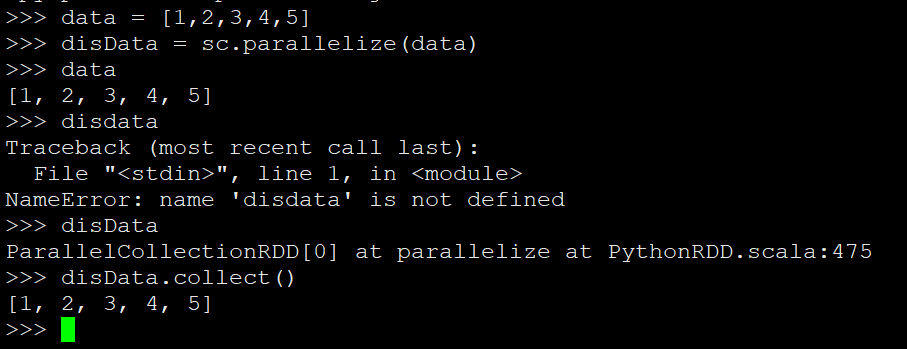 >>> data = [1,2,3,4,5]
>>> disData = sc.parallelize(data)
>>> data
[1, 2, 3, 4, 5]
>>> disdata
Traceback (most recent call last):
  File "<stdin>", line 1, in <module>
NameError: name 'disdata' is not defined
>>> disData
ParallelCollectionRDD[0] at parallelize at PythonRDD.scala:475
>>> disData.collect()
[1, 2, 3, 4, 5]
>>>